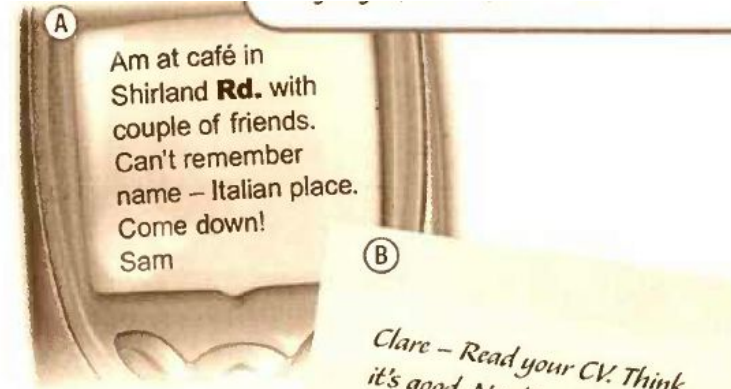 A
Am at café in
Shirland Rd. with
couple of friends.
Can't remember
name – Italian place.
Come down!
Sam
B
Clare – Read your CV. Think
it's good.